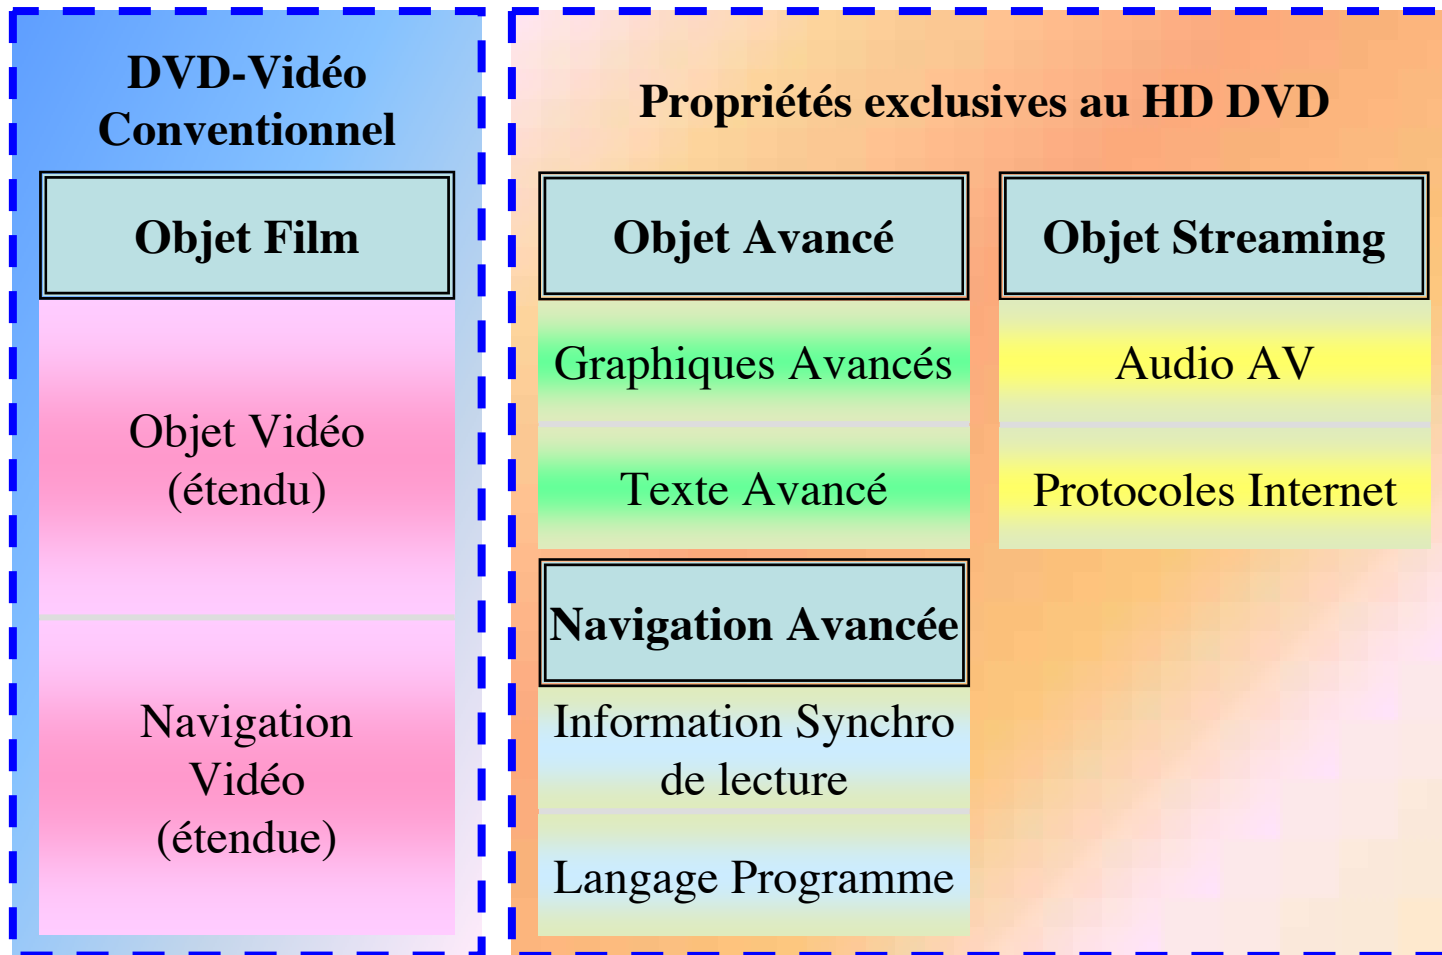 DVD-Vidéo
Conventionnel
Objet Film
Objet Vidéo
(étendu)
Navigation
Vidéo
(étendue)
Propriétés exclusives au HD DVD
Objet Avancé
Graphiques Avancés
Texte Avancé
Navigation Avancée
Information Synchro
de lecture
Langage Programme
Objet Streaming
Audio AV
Protocoles Internet